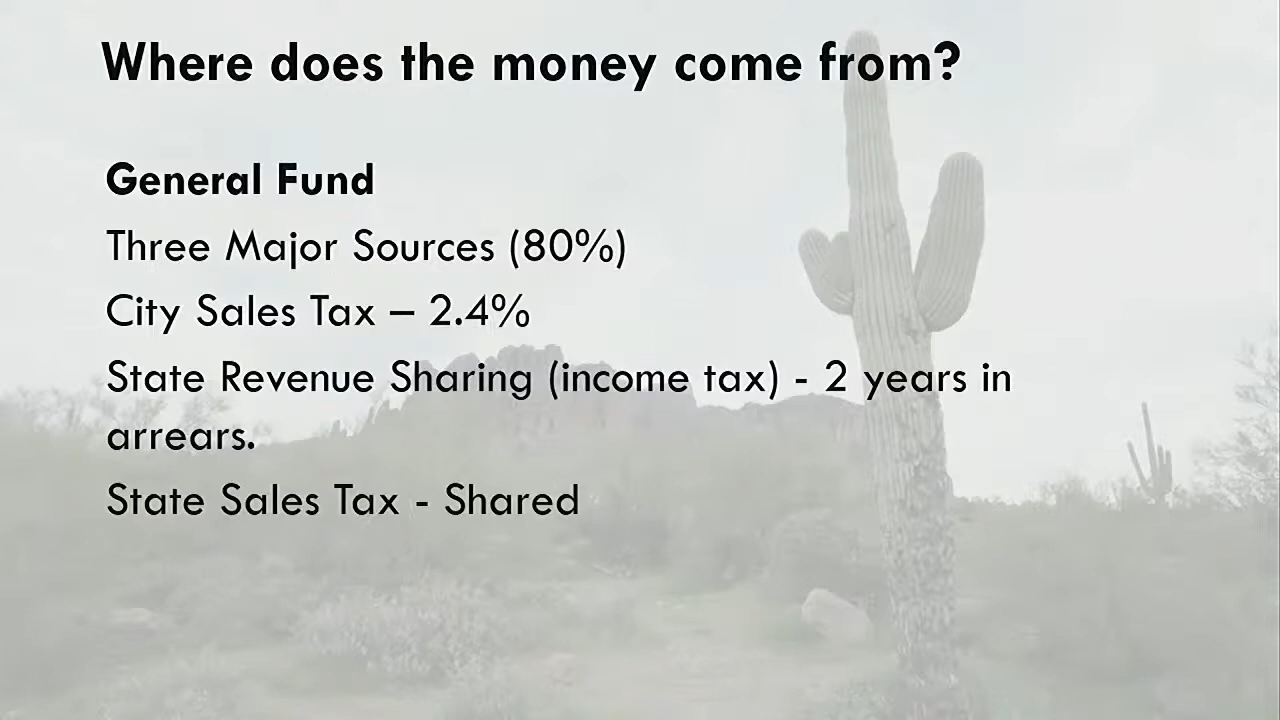 Where does the money come from?
General Fund
Three Major Sources (80%)
City Sales Tax – 2.4%
State Revenue Sharing (income tax) - 2 years in
arrears.
State Sales Tax - Shared